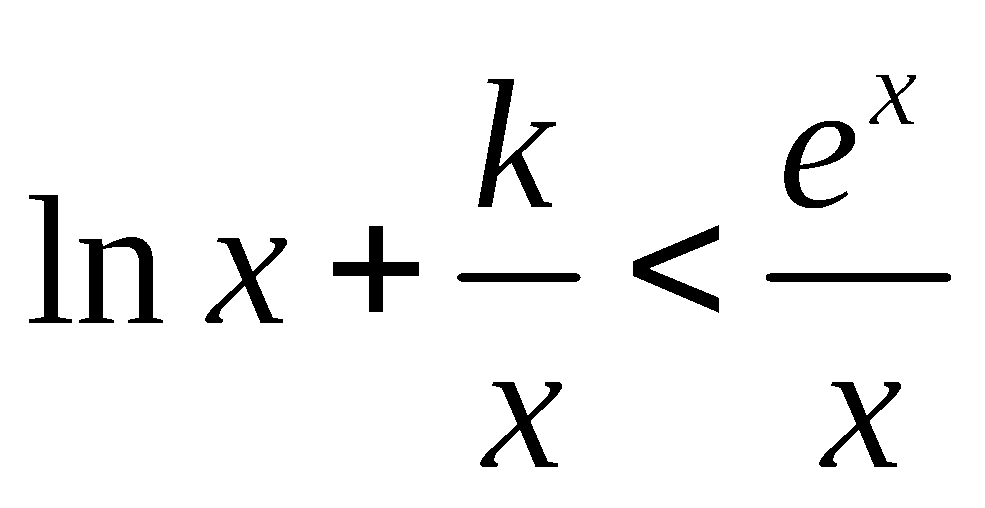 ln x + k/x < e^x/x